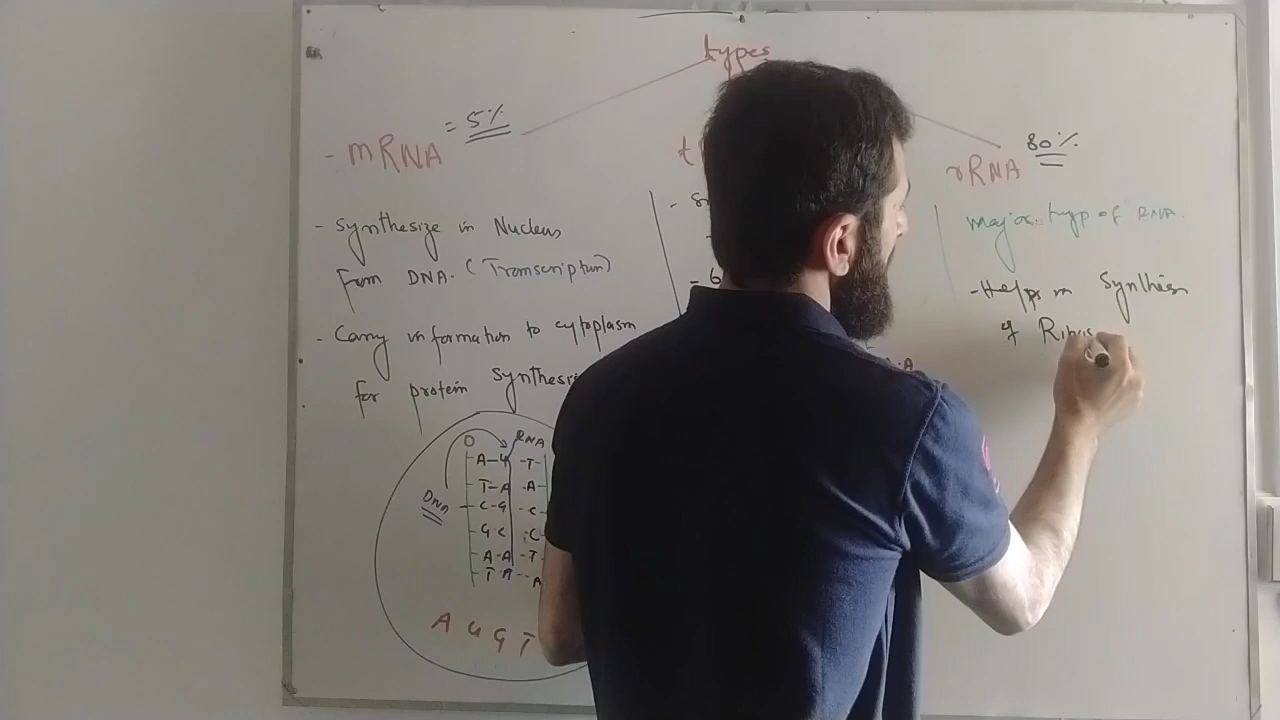 types
- mRNA = 5%
- Synthesize in Nucleus
From DNA. (Transcription)
- Carry information to cytoplasm
for protein Synthesis
RNA
A-U -T-
T-A -A-
DNA
C-G -C-
G-C -C-
A-A -T-
T-A -A
A G G T
t
rRNA 80%
Major typ of RNA.
- Helps in Synthesis
of Ribos